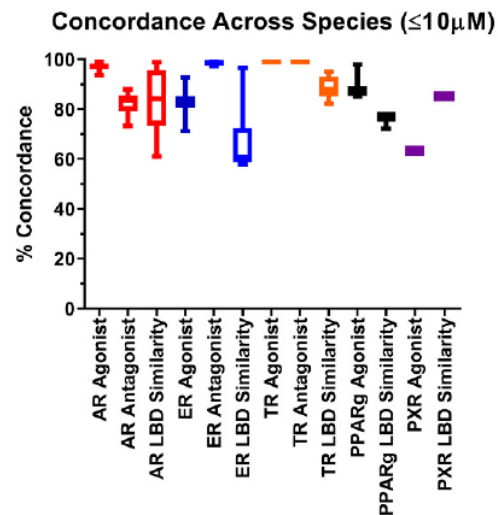 Concordance Across Species (≤10μM)
% Concordance
100
80
60
40
20
0
AR Agonist
AR Antagonist
AR LBD Similarity
ER Agonist
ER Antagonist
ER LBD Similarity
TR Agonist
TR Antagonist
TR LBD Similarity
PPARg Agonist
PPARg LBD Similarity
PXR Agonist
PXR LBD Similarity